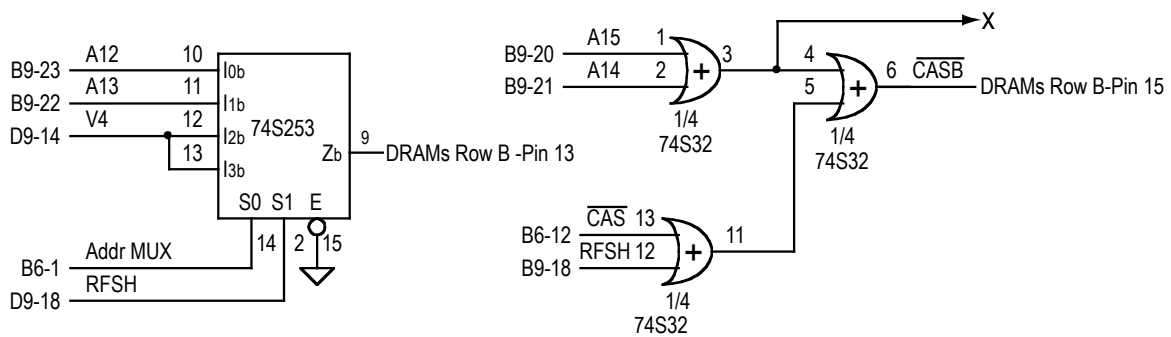 A12 10
B9-23
I0b
A13 11
B9-22
I1b
V4 12
D9-14
I2b
74S253
13
I3b
Zb
9
DRAMs Row B -Pin 13
S0 S1 E
14 2 15
Addr MUX
B6-1
RFSH
D9-18
X
A15 1
B9-20
3
A14 2
B9-21
+
1/4
74S32
4
5
+
6 CASB
DRAMs Row B-Pin 15
1/4
74S32
CAS 13
B6-12
RFSH 12
B9-18
+
11
1/4
74S32